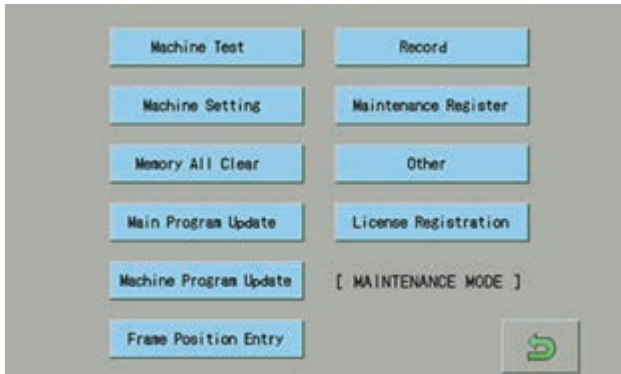 Machine Test
Record
Machine Setting
Maintenance Register
Memory All Clear
Other
Main Program Update
License Registration
Machine Program Update
[ MAINTENANCE MODE ]
Frame Position Entry